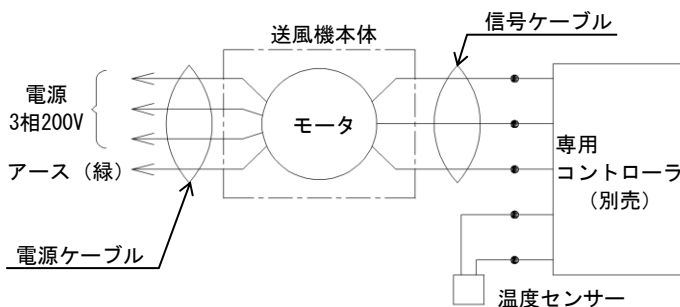 送風機本体
信号ケーブル
電源
3相200V
アース（緑）
電源ケーブル
モータ
専用
コントローラ
（別売）
温度センサー